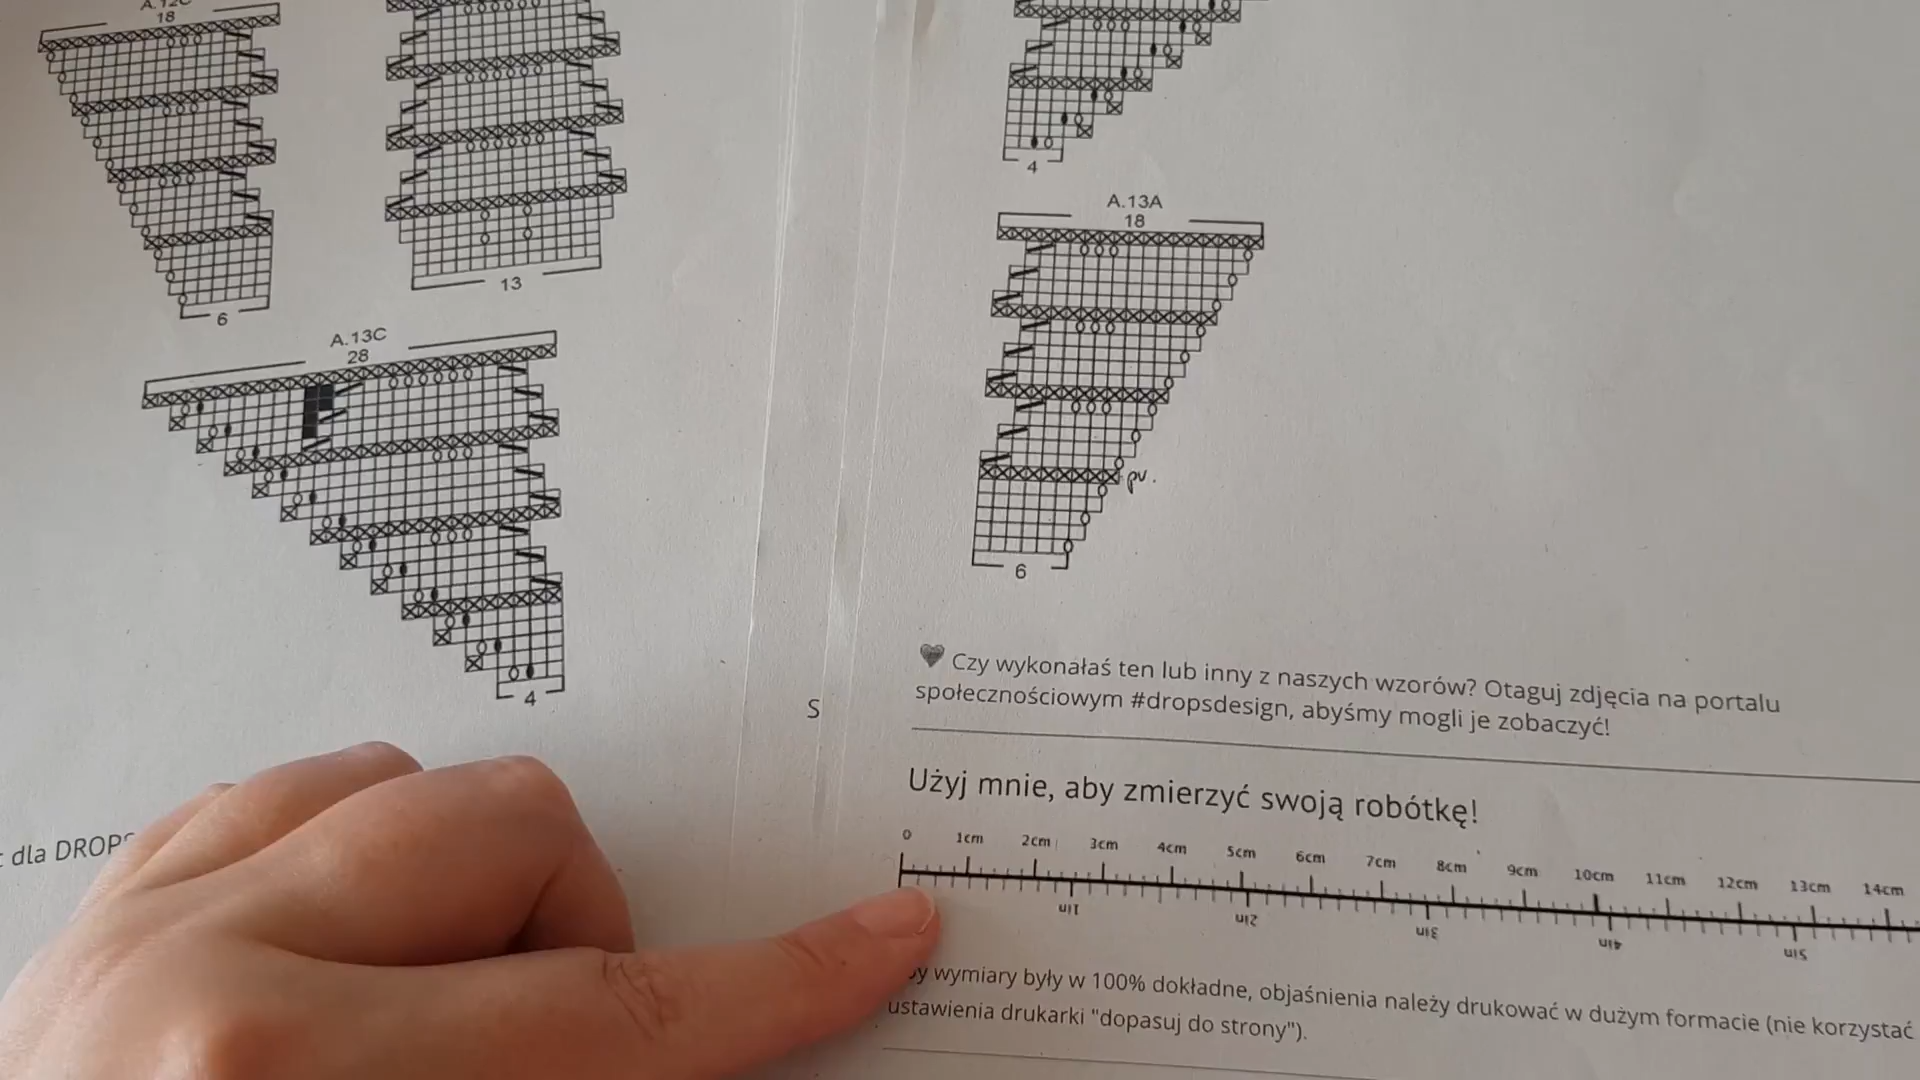 A.12C
18
13
6
A.13C
28
4
dla DROPS
S
4
A.13A
18
pv.
6
Czy wykonałaś ten lub inny z naszych wzorów? Otaguj zdjęcia na portalu
społecznościowym #dropsdesign, abyśmy mogli je zobaczyć!
Użyj mnie, aby zmierzyć swoją robótkę!
0 1cm 2cm 3cm 4cm 5cm 6cm 7cm 8cm 9cm 10cm 11cm 12cm 13cm 14cm
1in 2in 3in 4in 5in
wymiary były w 100% dokładne, objaśnienia należy drukować w dużym formacie (nie korzystać
ustawienia drukarki "dopasuj do strony").